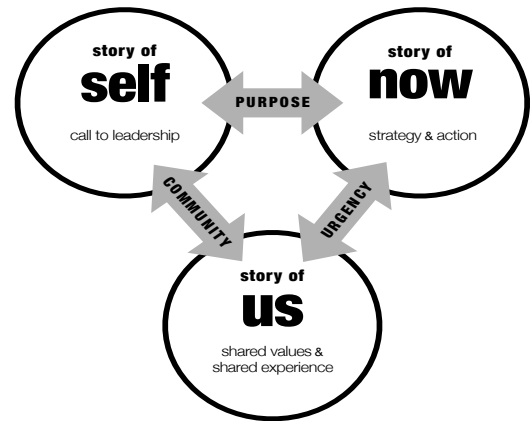 story of
self
call to leadership
PURPOSE
story of
now
strategy & action
COMMUNITY
URGENCY
story of
us
shared values &
shared experience